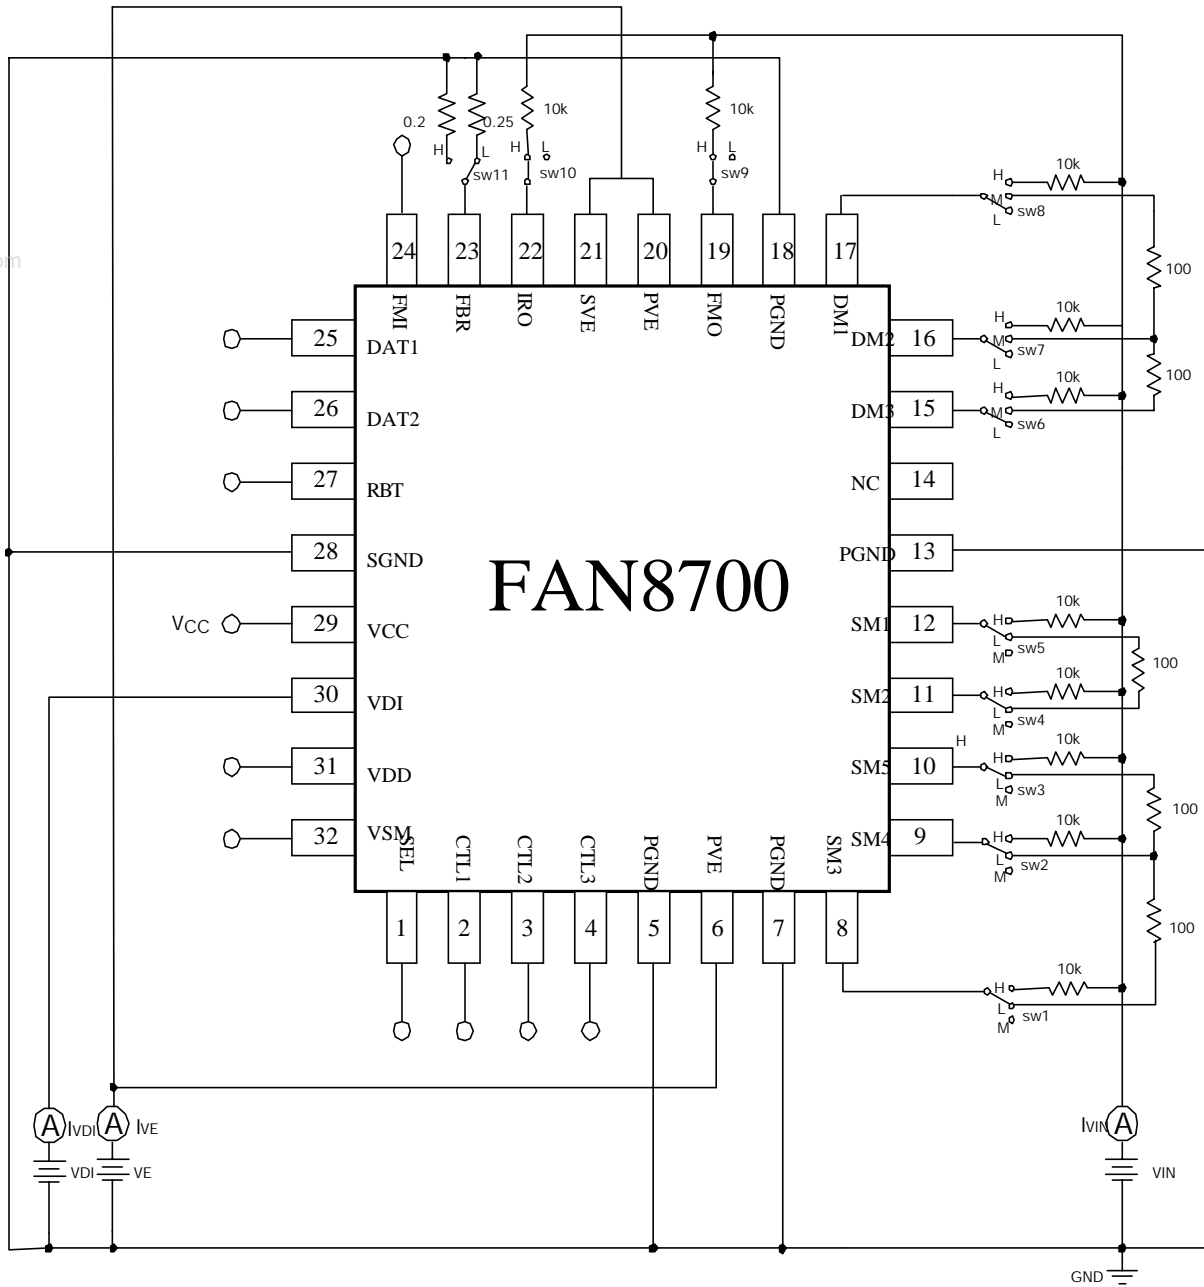 0.2
0.25
10k
10k
H
L
sw11
H
L
sw10
H
L
sw9
10k
H
M
L
sw8
100
24
23
22
21
20
19
18
17
om
FMI
FBR
IRO
SVE
PVE
FMO
PGND
DM1
25
DAT1
DM2
16
H
10k
M
L
sw7
100
26
DAT2
DM3
15
H
10k
M
L
sw6
27
RBT
NC
14
28
SGND
PGND
13
FAN8700
VCC
29
VCC
SM1
12
H
10k
L
M
sw5
100
30
VDI
SM2
11
H
10k
L
M
sw4
31
VDD
SM5
10
H
H
10k
L
M
sw3
100
32
VSM
SM4
9
H
10k
L
M
sw2
100
SEL
CTL1
CTL2
CTL3
PGND
PVE
PGND
SM3
1
2
3
4
5
6
7
8
H
10k
L
M
sw1
A
IVDI
A
IVE
IVIN
A
VDI
VE
VIN
GND